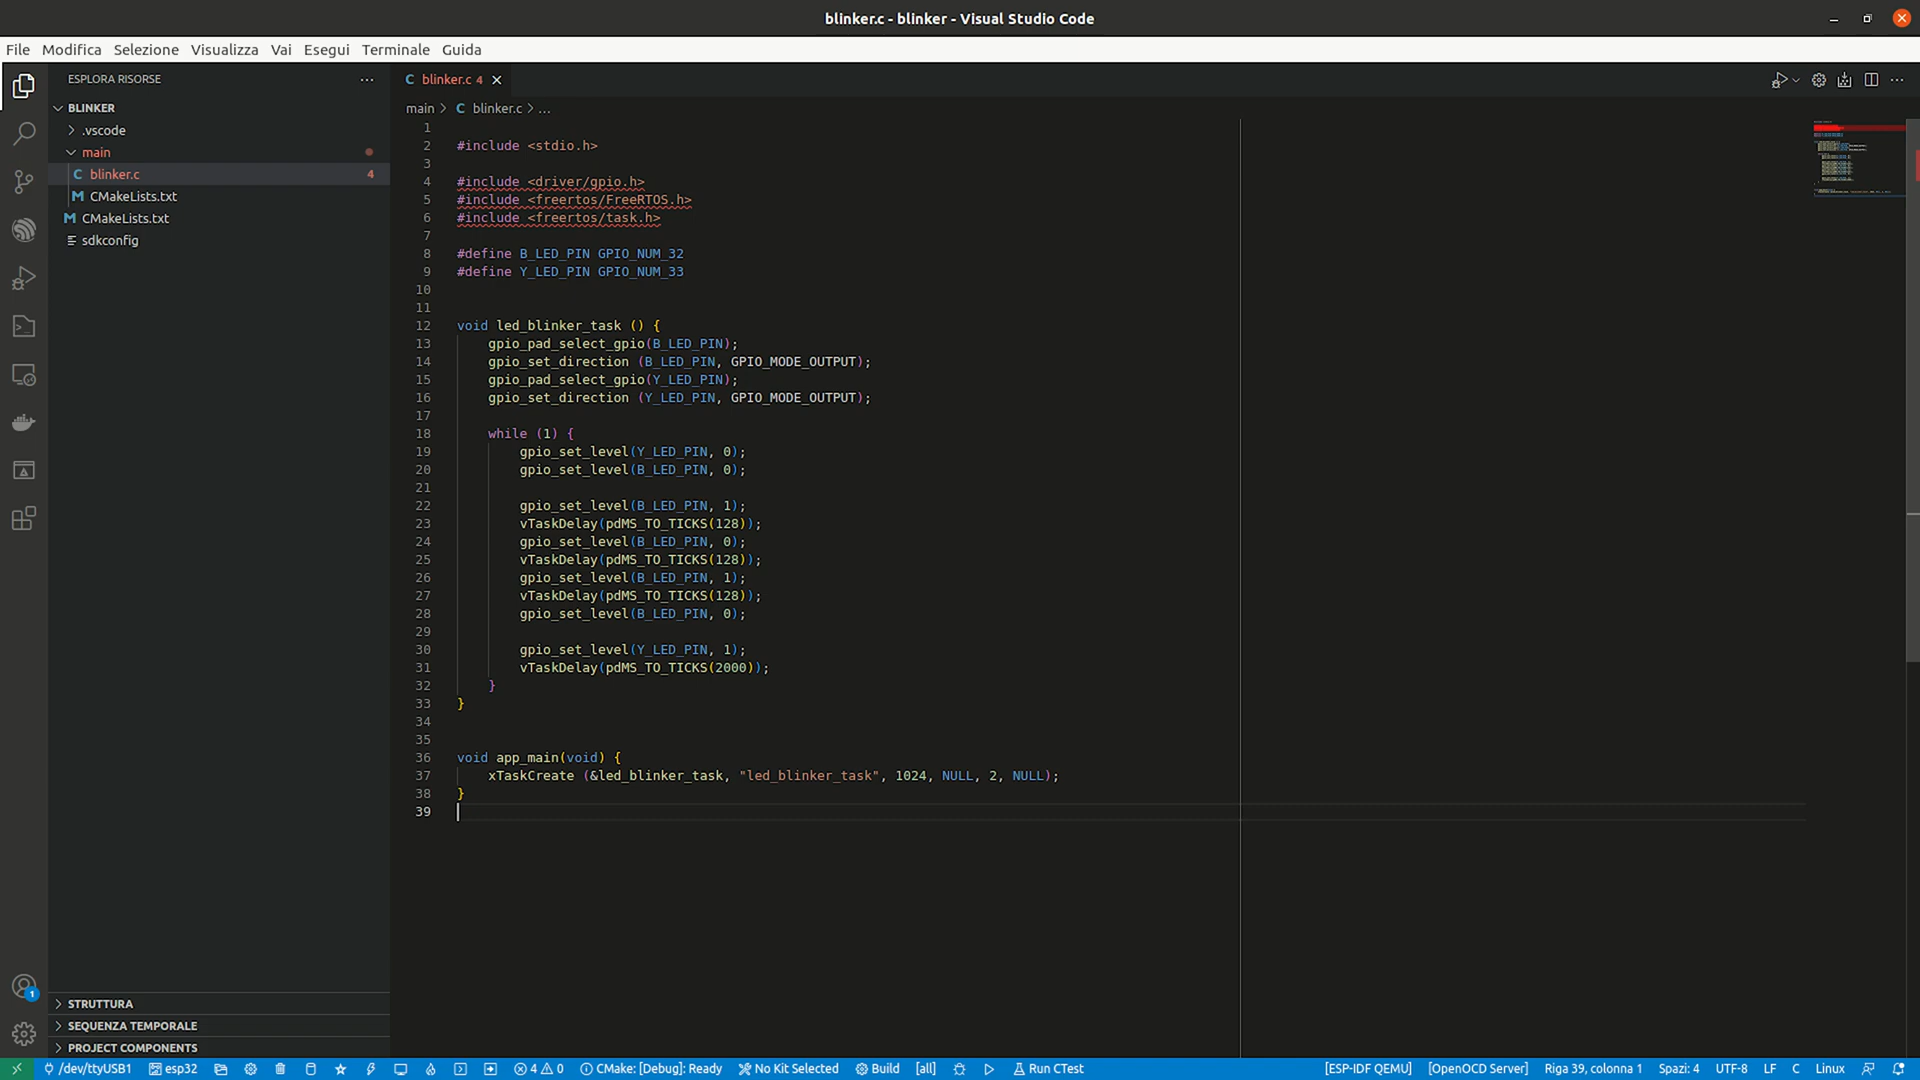 blinker.c - blinker - Visual Studio Code
File Modifica Selezione Visualizza Vai Esegui Terminale Guida
ESPLORA RISORSE
BLINKER
.vscode
main
blinker.c 4
CMakeLists.txt
CMakeLists.txt
sdkconfig
STRUTTURA
SEQUENZA TEMPORALE
PROJECT COMPONENTS
1
blinker.c 4
main > blinker.c > ...
1
2 #include <stdio.h>
3
4 #include <driver/gpio.h>
5 #include <freertos/FreeRTOS.h>
6 #include <freertos/task.h>
7
8 #define B_LED_PIN GPIO_NUM_32
9 #define Y_LED_PIN GPIO_NUM_33
10
11
12 void led_blinker_task () {
13 gpio_pad_select_gpio(B_LED_PIN);
14 gpio_set_direction (B_LED_PIN, GPIO_MODE_OUTPUT);
15 gpio_pad_select_gpio(Y_LED_PIN);
16 gpio_set_direction (Y_LED_PIN, GPIO_MODE_OUTPUT);
17
18 while (1) {
19 gpio_set_level(Y_LED_PIN, 0);
20 gpio_set_level(B_LED_PIN, 0);
21
22 gpio_set_level(B_LED_PIN, 1);
23 vTaskDelay(pdMS_TO_TICKS(128));
24 gpio_set_level(B_LED_PIN, 0);
25 vTaskDelay(pdMS_TO_TICKS(128));
26 gpio_set_level(B_LED_PIN, 1);
27 vTaskDelay(pdMS_TO_TICKS(128));
28 gpio_set_level(B_LED_PIN, 0);
29
30 gpio_set_level(Y_LED_PIN, 1);
31 vTaskDelay(pdMS_TO_TICKS(2000));
32 }
33 }
34
35
36 void app_main(void) {
37 xTaskCreate (&led_blinker_task, "led_blinker_task", 1024, NULL, 2, NULL);
38 }
39
/dev/ttyUSB1 esp32 4 0 CMake: [Debug]: Ready No Kit Selected Build [all] Run CTest [ESP-IDF QEMU] [OpenOCD Server] Riga 39, colonna 1 Spazi: 4 UTF-8 LF C Linux